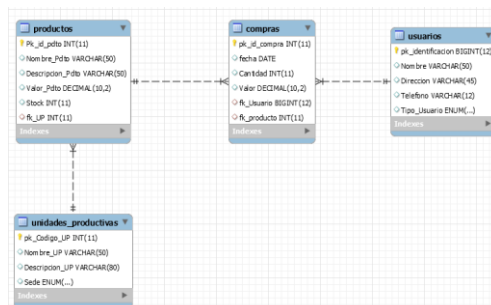 productos
Pk_id_pdto INT(11)
Nombre_Pdto VARCHAR(50)
Descripcion_Pdto VARCHAR(50)
Valor_Pdto DECIMAL(10,2)
Stock INT(11)
fk_UP INT(11)
Indexes
compras
pk_id_compra INT(11)
fecha DATE
Cantidad INT(11)
Valor DECIMAL(10,2)
fk_Usuario BIGINT(12)
fk_producto INT(11)
Indexes
usuarios
pk_identificacion BIGINT(12)
Nombre VARCHAR(50)
Direccion VARCHAR(45)
Telefono VARCHAR(12)
Tipo_Usuario ENUM(...)
Indexes
unidades_productivas
pk_Codigo_UP INT(11)
Nombre_UP VARCHAR(50)
Descripcion_UP VARCHAR(80)
Sede ENUM(...)
Indexes